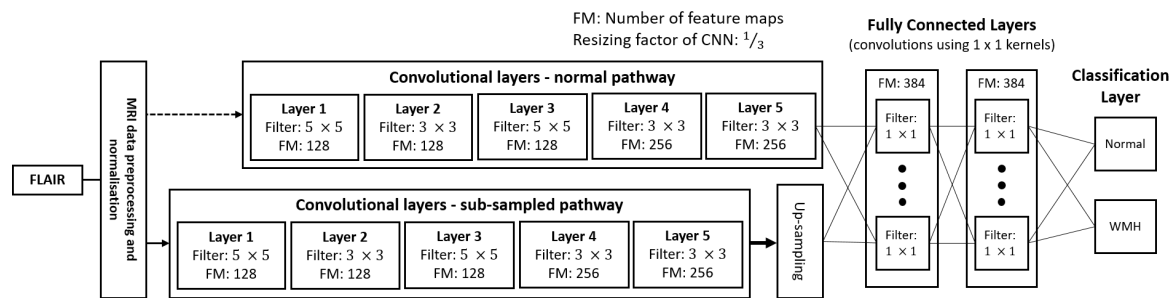 FM: Number of feature maps
Resizing factor of CNN: 1/3
Fully Connected Layers
(convolutions using 1 x 1 kernels)
Classification
Layer
FLAIR
MRI data preprocessing and
normalisation
Convolutional layers - normal pathway
Layer 1
Filter: 5 × 5
FM: 128
Layer 2
Filter: 3 × 3
FM: 128
Layer 3
Filter: 5 × 5
FM: 128
Layer 4
Filter: 3 × 3
FM: 256
Layer 5
Filter: 3 × 3
FM: 256
Convolutional layers - sub-sampled pathway
Layer 1
Filter: 5 × 5
FM: 128
Layer 2
Filter: 3 × 3
FM: 128
Layer 3
Filter: 5 × 5
FM: 128
Layer 4
Filter: 3 × 3
FM: 256
Layer 5
Filter: 3 × 3
FM: 256
Up-sampling
FM: 384
Filter:
1 × 1
Filter:
1 × 1
FM: 384
Filter:
1 × 1
Filter:
1 × 1
Normal
WMH